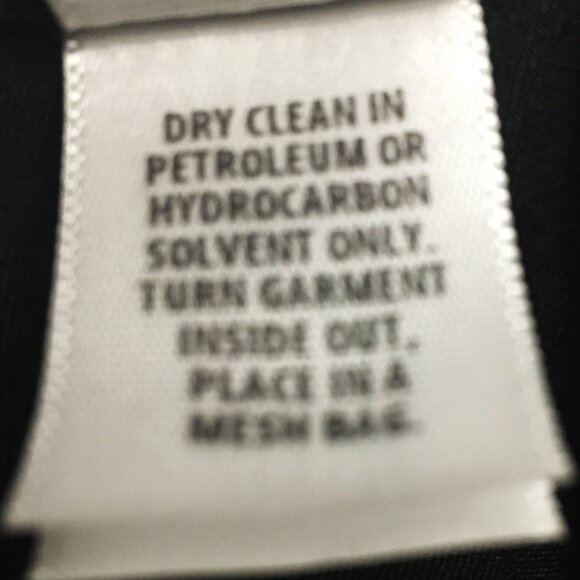 DRY CLEAN IN
PETROLEUM OR
HYDROCARBON
SOLVENT ONLY.
TURN GARMENT
INSIDE OUT.
PLACE IN A
MESH BAG.